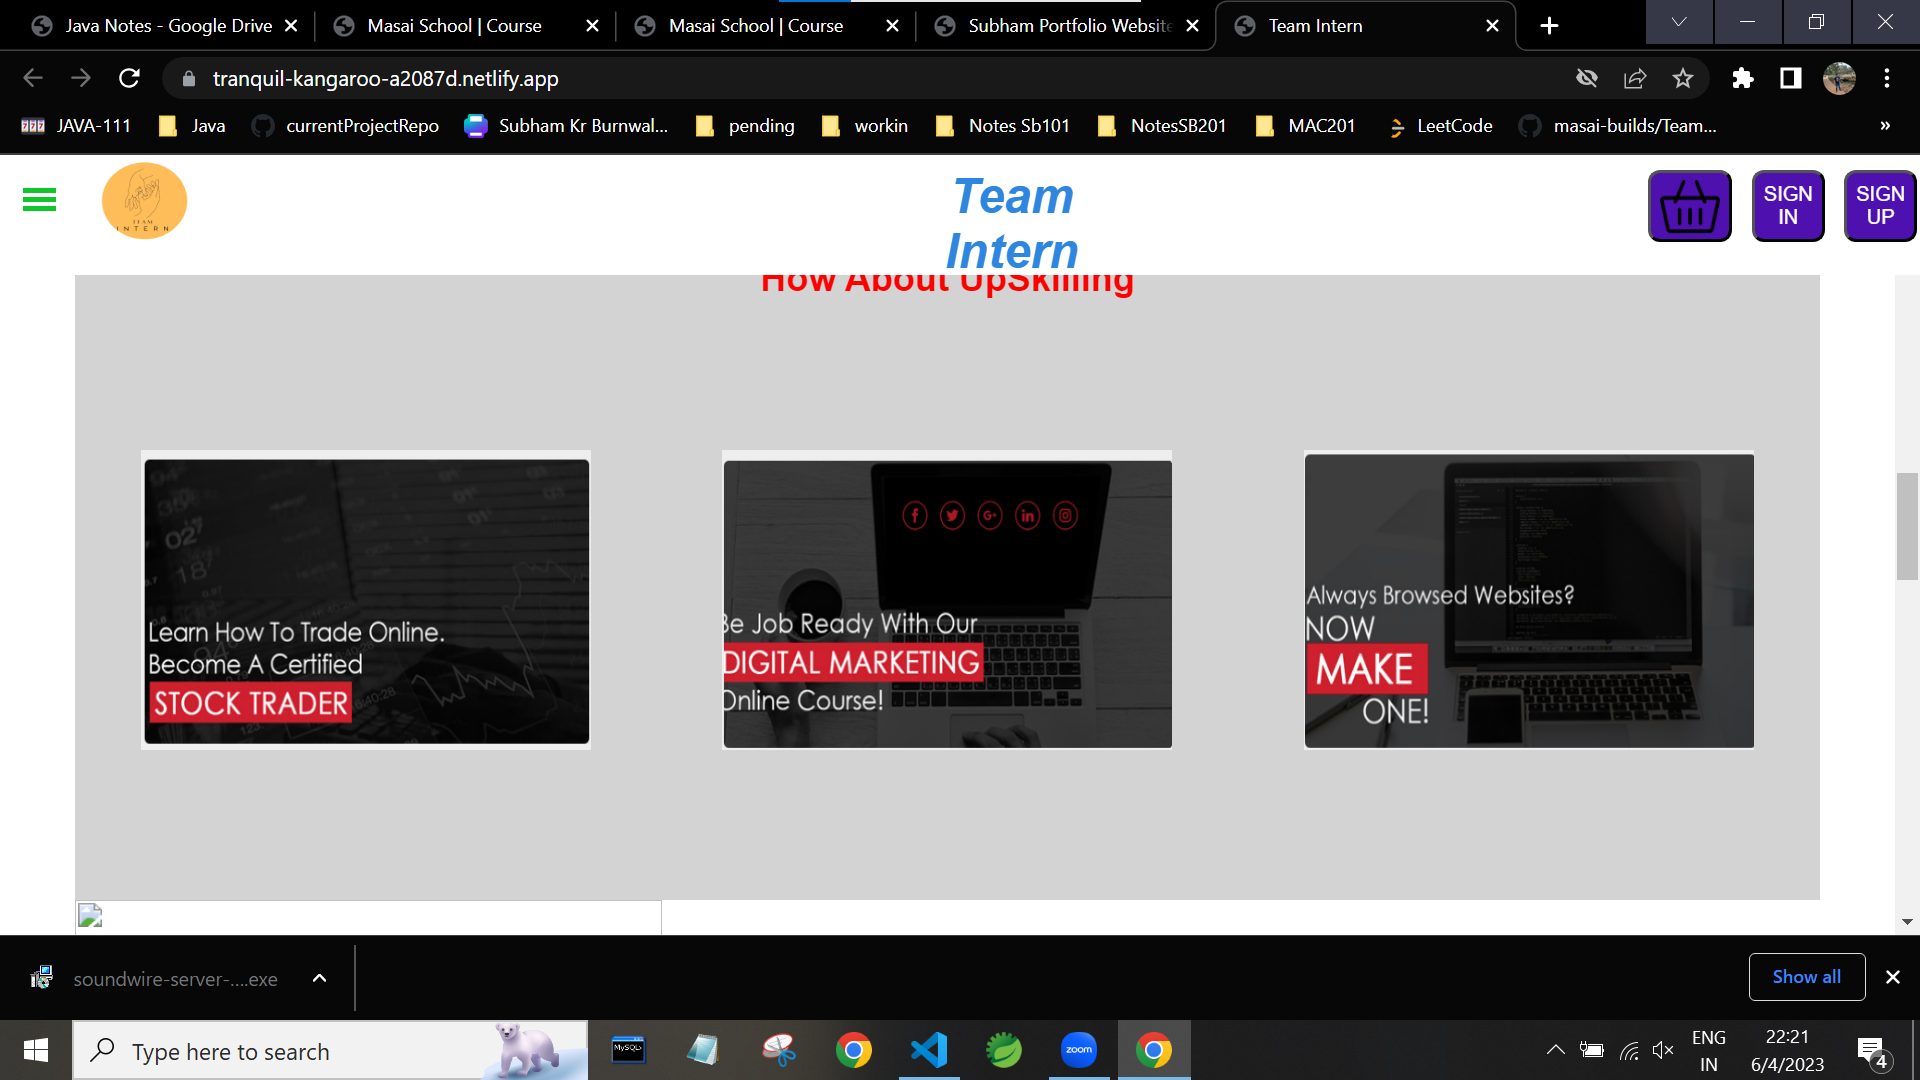 Java Notes - Google Drive
Masai School | Course
Masai School | Course
Subham Portfolio Website
Team Intern
tranquil-kangaroo-a2087d.netlify.app
JAVA-111
Java
currentProjectRepo
Subham Kr Burnwal...
pending
workin
Notes Sb101
NotesSB201
MAC201
LeetCode
masai-builds/Team...
»
TEAM
INTERN
Team
Intern
SIGN
IN
SIGN
UP
How About UpSkilling
Learn How To Trade Online.
Become A Certified
STOCK TRADER
Be Job Ready With Our
DIGITAL MARKETING
Online Course!
Always Browsed Websites?
NOW
MAKE
ONE!
soundwire-server-....exe
Show all
Type here to search
MySQL
zoom
ENG
IN
22:21
6/4/2023
4